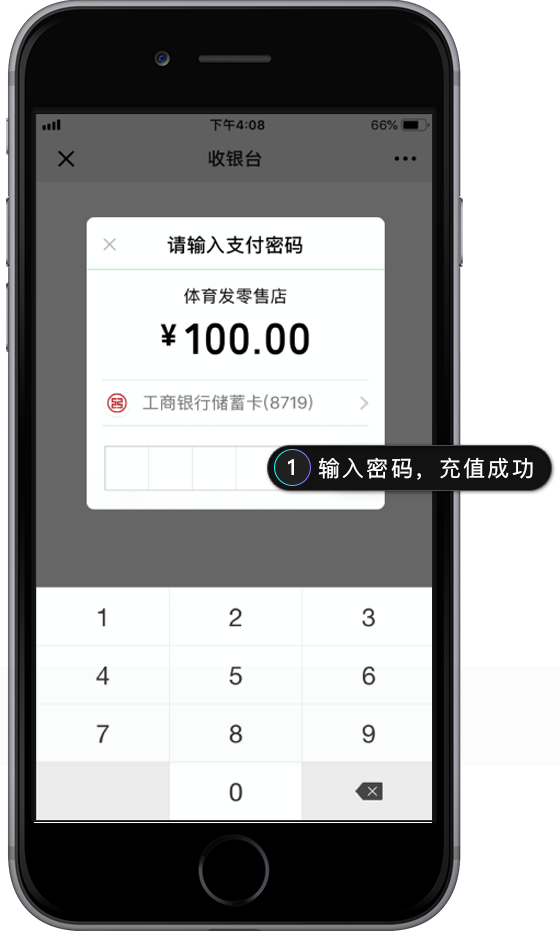 下午4:08
66%
收银台
请输入支付密码
体育发零售店
¥100.00
工商银行储蓄卡(8719)
1 输入密码，充值成功
1 2 3
4 5 6
7 8 9
0